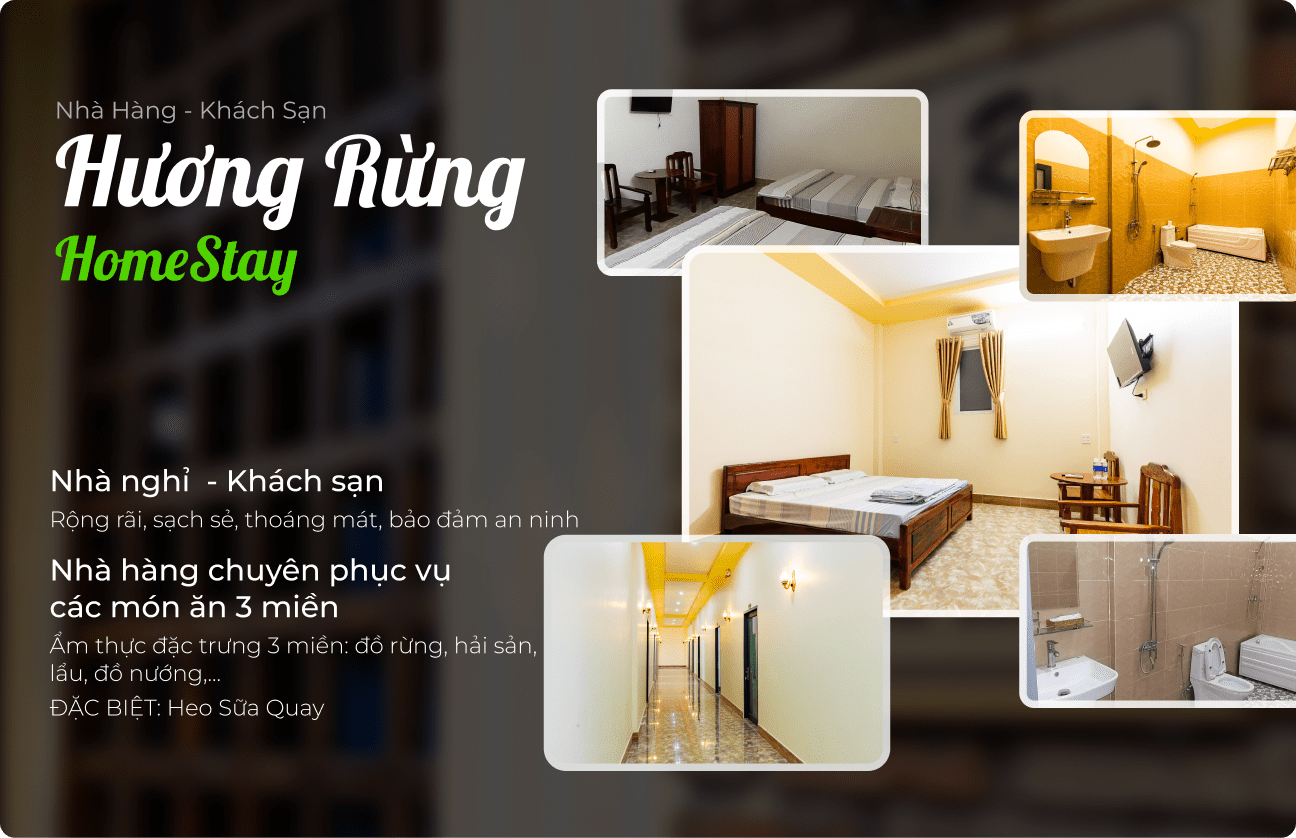 Nhà Hàng - Khách Sạn
Hương Rừng
HomeStay
Nhà nghỉ - Khách sạn
Rộng rãi, sạch sẻ, thoáng mát, bảo đảm an ninh
Nhà hàng chuyên phục vụ
các món ăn 3 miền
Ẩm thực đặc trưng 3 miền: đồ rừng, hải sản,
lẩu, đồ nướng,...
ĐẶC BIỆT: Heo Sữa Quay